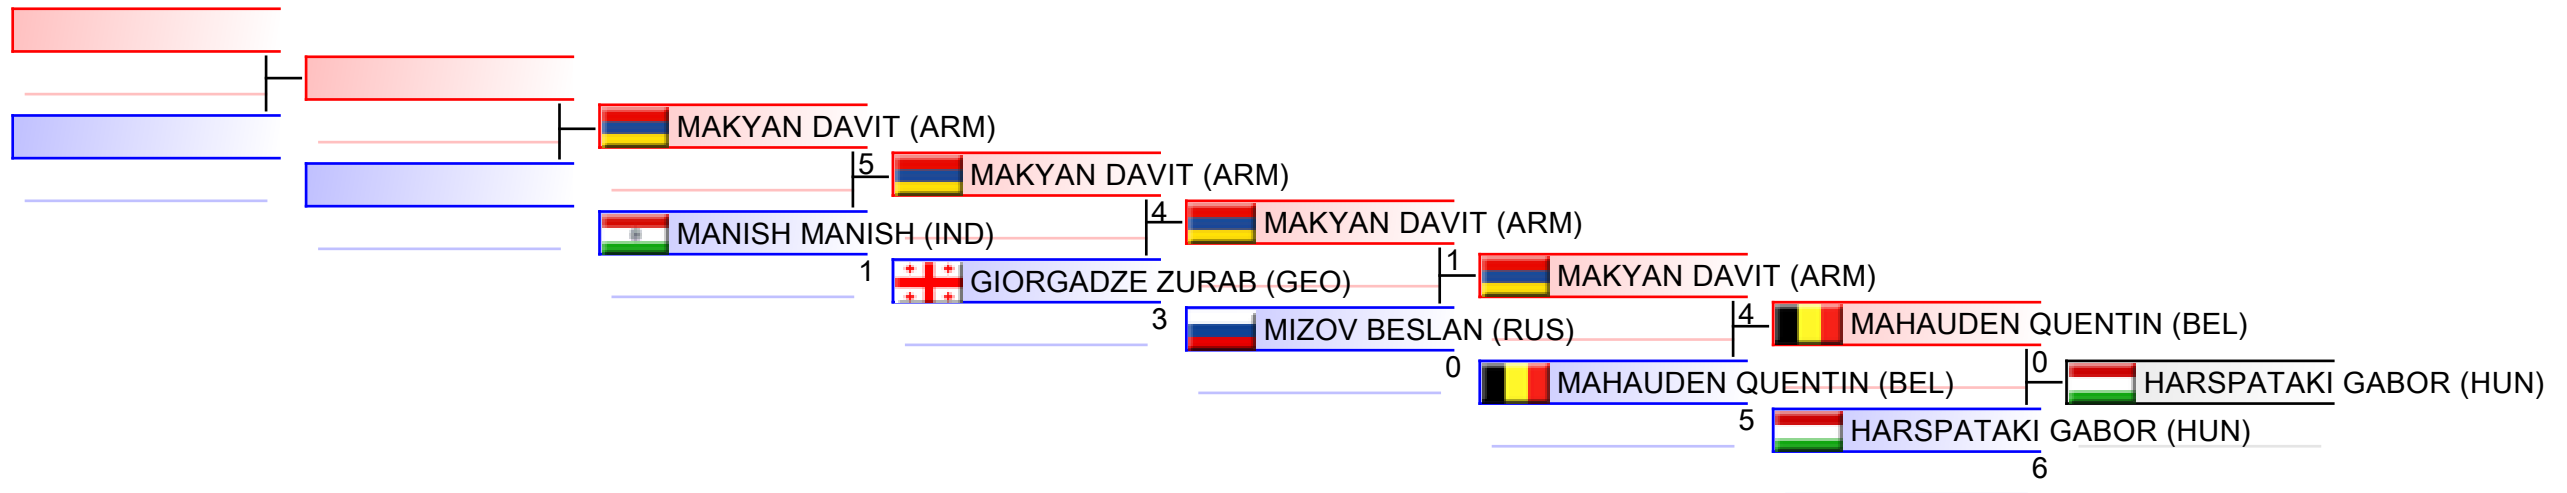 MAKYAN DAVIT (ARM)
5
MAKYAN DAVIT (ARM)
MANISH MANISH (IND)
1
4
MAKYAN DAVIT (ARM)
GIORGADZE ZURAB (GEO)
3
1
MAKYAN DAVIT (ARM)
MIZOV BESLAN (RUS)
0
4
MAHAUDEN QUENTIN (BEL)
MAHAUDEN QUENTIN (BEL)
5
0
HARSPATAKI GABOR (HUN)
HARSPATAKI GABOR (HUN)
6